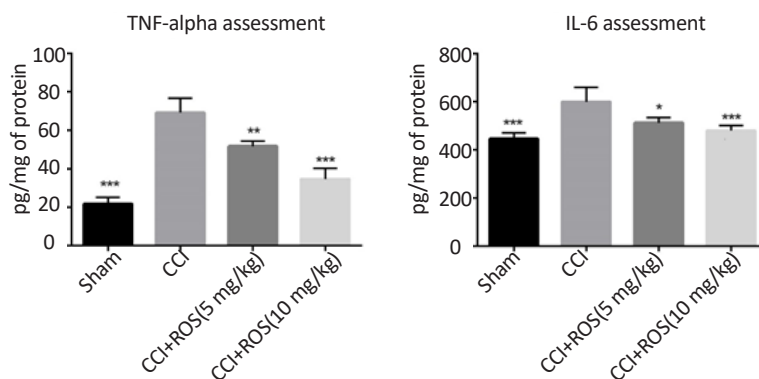 TNF-alpha assessment
pg/mg of protein
100
80
60
40
20
0
***
**
***
Sham
CCI
CCI+ROS(5 mg/kg)
CCI+ROS(10 mg/kg)
IL-6 assessment
pg/mg of protein
800
600
400
200
0
***
*
***
Sham
CCI
CCI+ROS(5 mg/kg)
CCI+ROS(10 mg/kg)